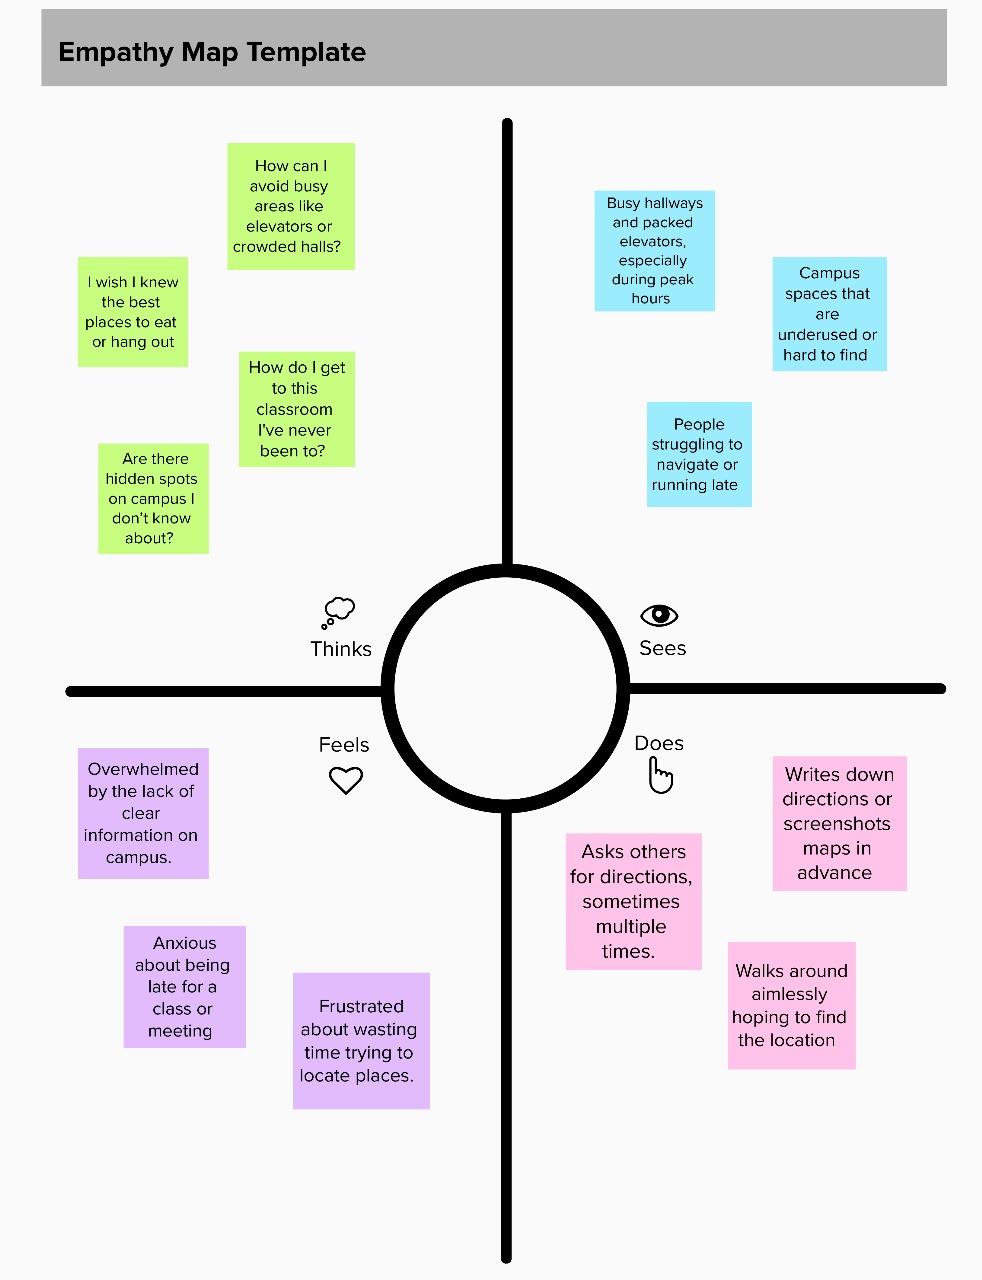 Empathy Map Template
How can I
avoid busy
areas like
elevators or
crowded halls?
I wish I knew
the best
places to eat
or hang out
How do I get
to this
classroom
I've never
been to?
Are there
hidden spots
on campus I
don't know
about?
Thinks
Busy hallways
and packed
elevators,
especially
during peak
hours
Campus
spaces that
are
underused or
hard to find
People
struggling to
navigate or
running late
Sees
Feels
Overwhelmed
by the lack of
clear
information on
campus.
Anxious
about being
late for a
class or
meeting
Frustrated
about wasting
time trying to
locate places.
Does
Writes down
directions or
screenshots
maps in
advance
Asks others
for directions,
sometimes
multiple
times.
Walks around
aimlessly
hoping to find
the location